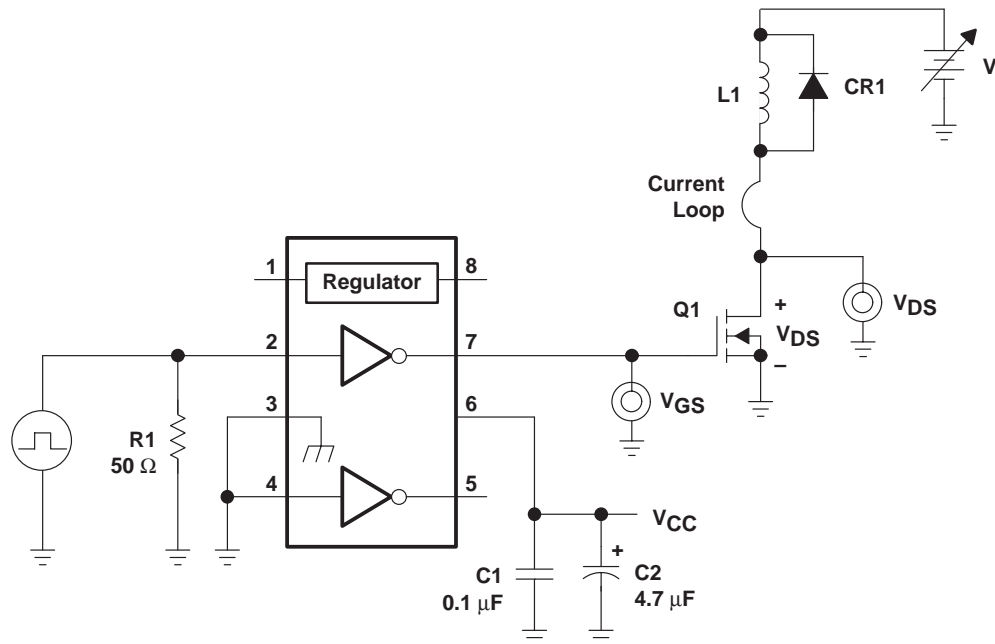 L1
CR1
V
Current
Loop
1
Regulator
8
Q1
+
VDS
−
VDS
2
7
VGS
3
6
R1
50 Ω
4
5
VCC
C1
0.1 μF
+
C2
4.7 μF